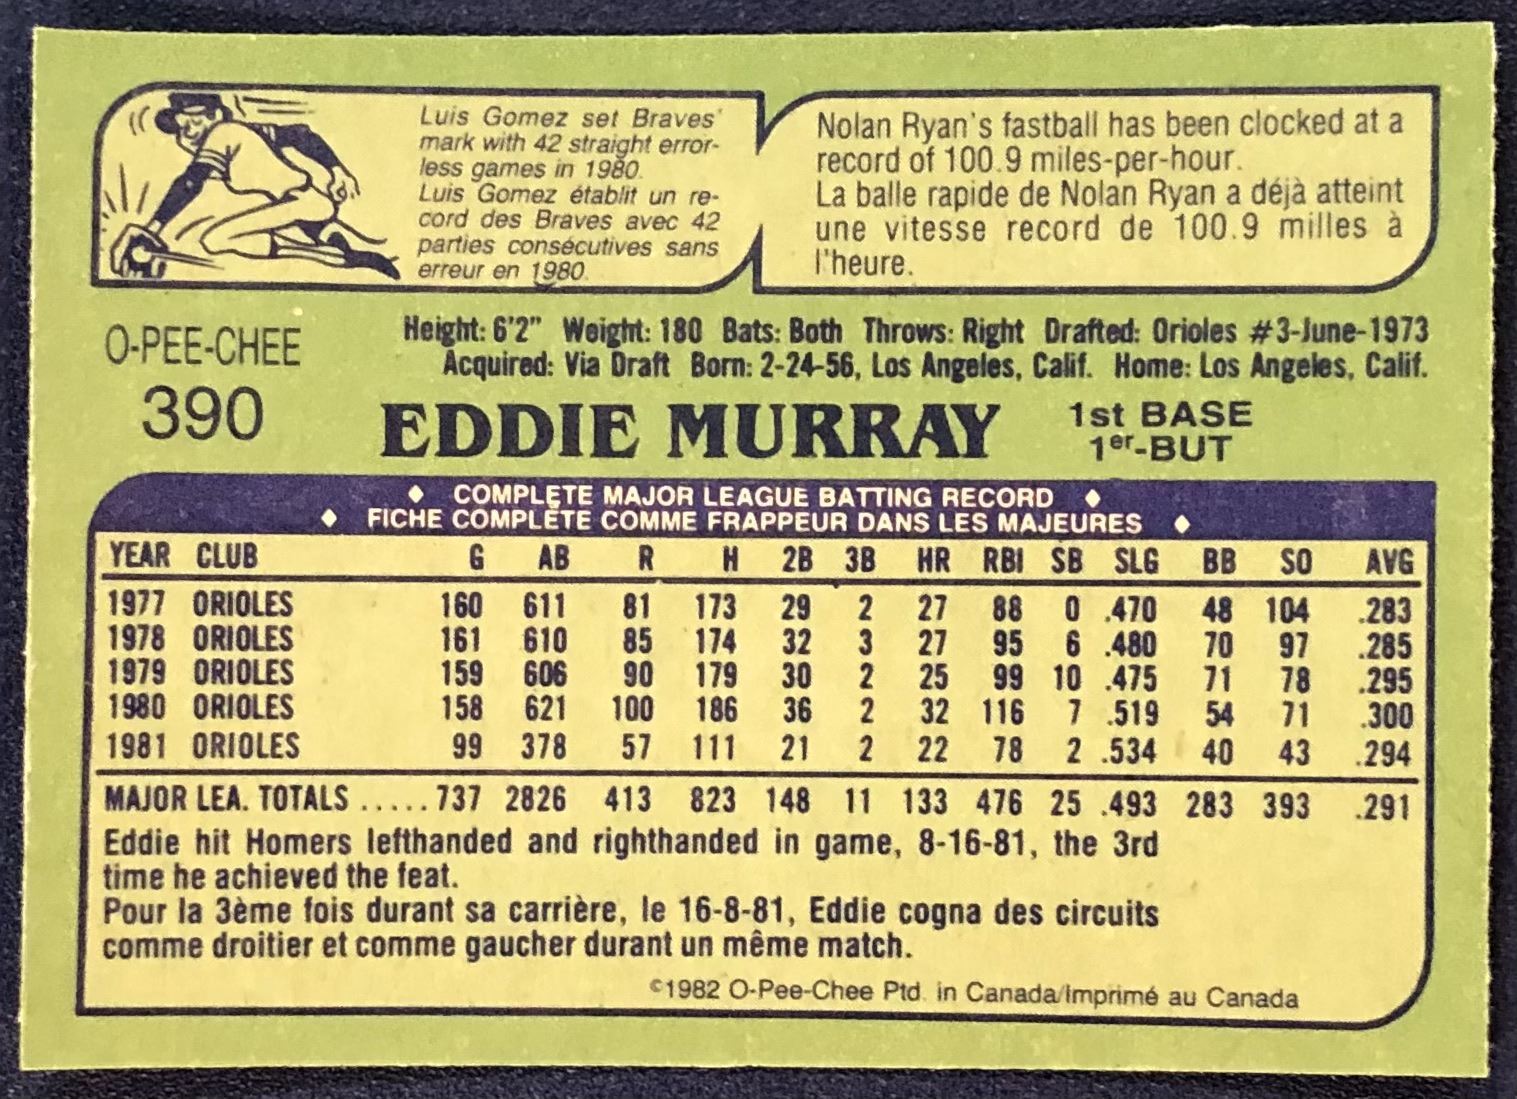 Luis Gomez set Braves'
mark with 42 straight error-
less games in 1980.
Luis Gomez établit un re-
cord des Braves avec 42
parties consécutives sans
erreur en 1980.
Nolan Ryan's fastball has been clocked at a
record of 100.9 miles-per-hour.
La balle rapide de Nolan Ryan a déjà atteint
une vitesse record de 100.9 milles à
l'heure.
O-PEE-CHEE
390
Height: 6'2" Weight: 180 Bats: Both Throws: Right Drafted: Orioles #3-June-1973
Acquired: Via Draft Born: 2-24-56, Los Angeles, Calif. Home: Los Angeles, Calif.
EDDIE MURRAY
1st BASE
1er-BUT
♦ COMPLETE MAJOR LEAGUE BATTING RECORD ♦
♦ FICHE COMPLÈTE COMME FRAPPEUR DANS LES MAJEURES ♦
YEAR CLUB G AB R H 2B 3B HR RBI SB SLG BB SO AVG
1977 ORIOLES 160 611 81 173 29 2 27 88 0 .470 48 104 .283
1978 ORIOLES 161 610 85 174 32 3 27 95 6 .480 70 97 .285
1979 ORIOLES 159 606 90 179 30 2 25 99 10 .475 71 78 .295
1980 ORIOLES 158 621 100 186 36 2 32 116 7 .519 54 71 .300
1981 ORIOLES 99 378 57 111 21 2 22 78 2 .534 40 43 .294
MAJOR LEA. TOTALS .....737 2826 413 823 148 11 133 476 25 .493 283 393 .291
Eddie hit Homers lefthanded and righthanded in game, 8-16-81, the 3rd
time he achieved the feat.
Pour la 3ème fois durant sa carrière, le 16-8-81, Eddie cogna des circuits
comme droitier et comme gaucher durant un même match.
©1982 O-Pee-Chee Ptd. in Canada/Imprimé au Canada